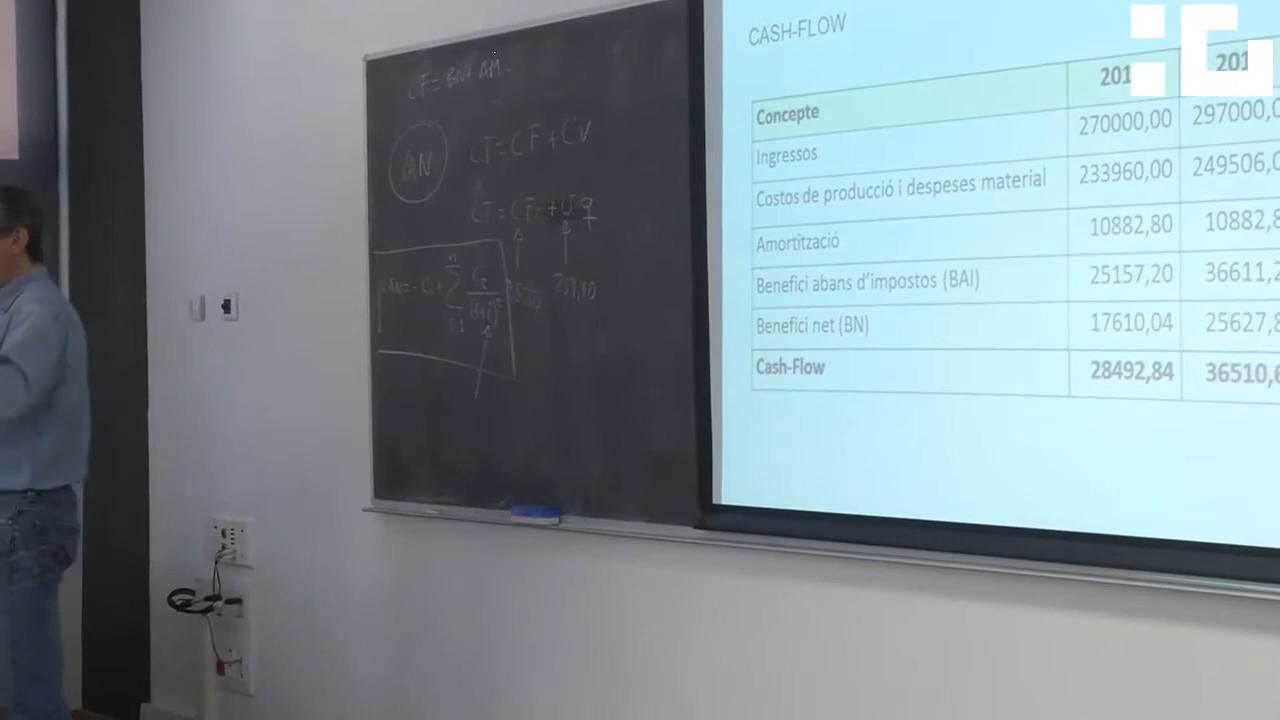 CF = BN + AM.
VAN
CT = CF + CV
CT = CF + U q
CASH-FLOW
Concepte 201 201
Ingressos 270000,00 297000,0
Costos de producció i despeses material 233960,00 249506,0
Amortització 10882,80 10882,8
Benefici abans d'impostos (BAI) 25157,20 36611,2
Benefici net (BN) 17610,04 25627,8
Cash-Flow 28492,84 36510,6